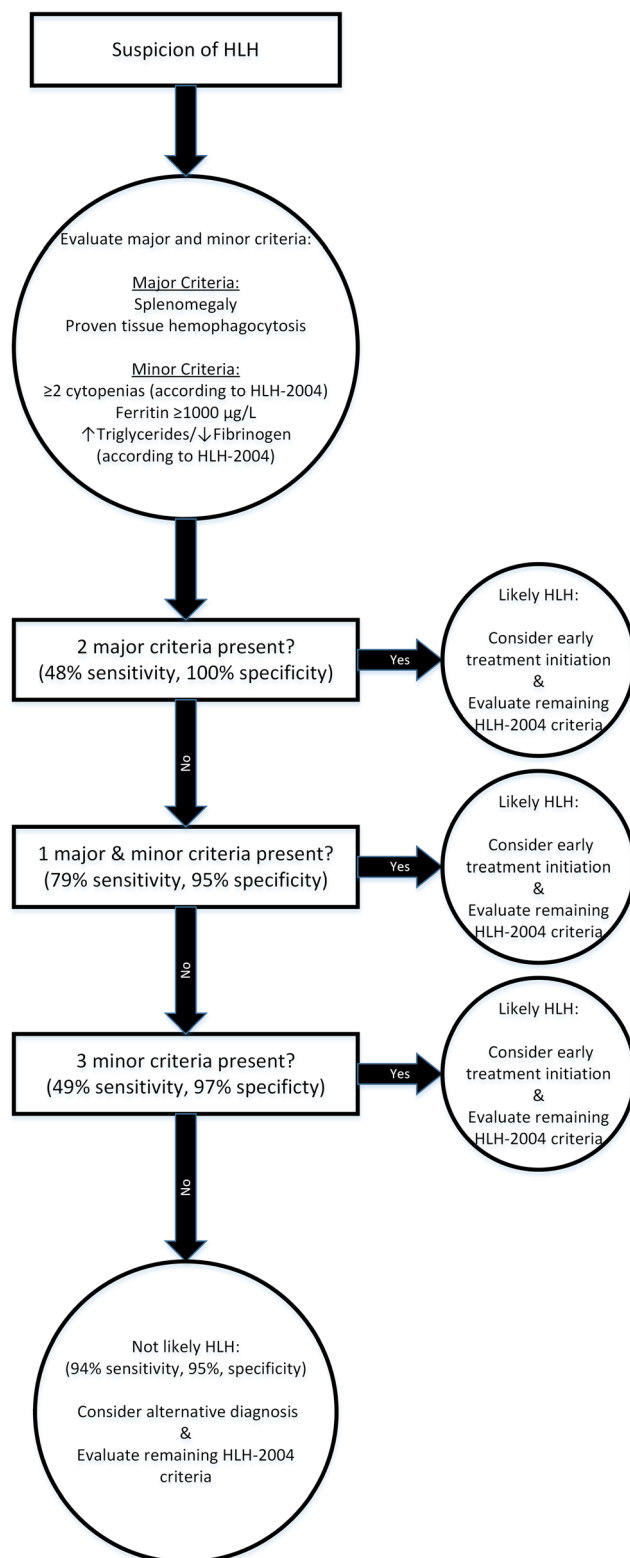 Suspicion of HLH
Evaluate major and minor criteria:
Major Criteria:
Splenomegaly
Proven tissue hemophagocytosis
Minor Criteria:
≥2 cytopenias (according to HLH-2004)
Ferritin ≥1000 µg/L
↑Triglycerides/↓Fibrinogen
(according to HLH-2004)
2 major criteria present?
(48% sensitivity, 100% specificity)
Yes
Likely HLH:
Consider early
treatment initiation
&
Evaluate remaining
HLH-2004 criteria
No
1 major & minor criteria present?
(79% sensitivity, 95% specificity)
Yes
Likely HLH:
Consider early
treatment initiation
&
Evaluate remaining
HLH-2004 criteria
No
3 minor criteria present?
(49% sensitivity, 97% specificty)
Yes
Likely HLH:
Consider early
treatment initiation
&
Evaluate remaining
HLH-2004 criteria
No
Not likely HLH:
(94% sensitivity, 95%, specificity)
Consider alternative diagnosis
&
Evaluate remaining HLH-2004
criteria